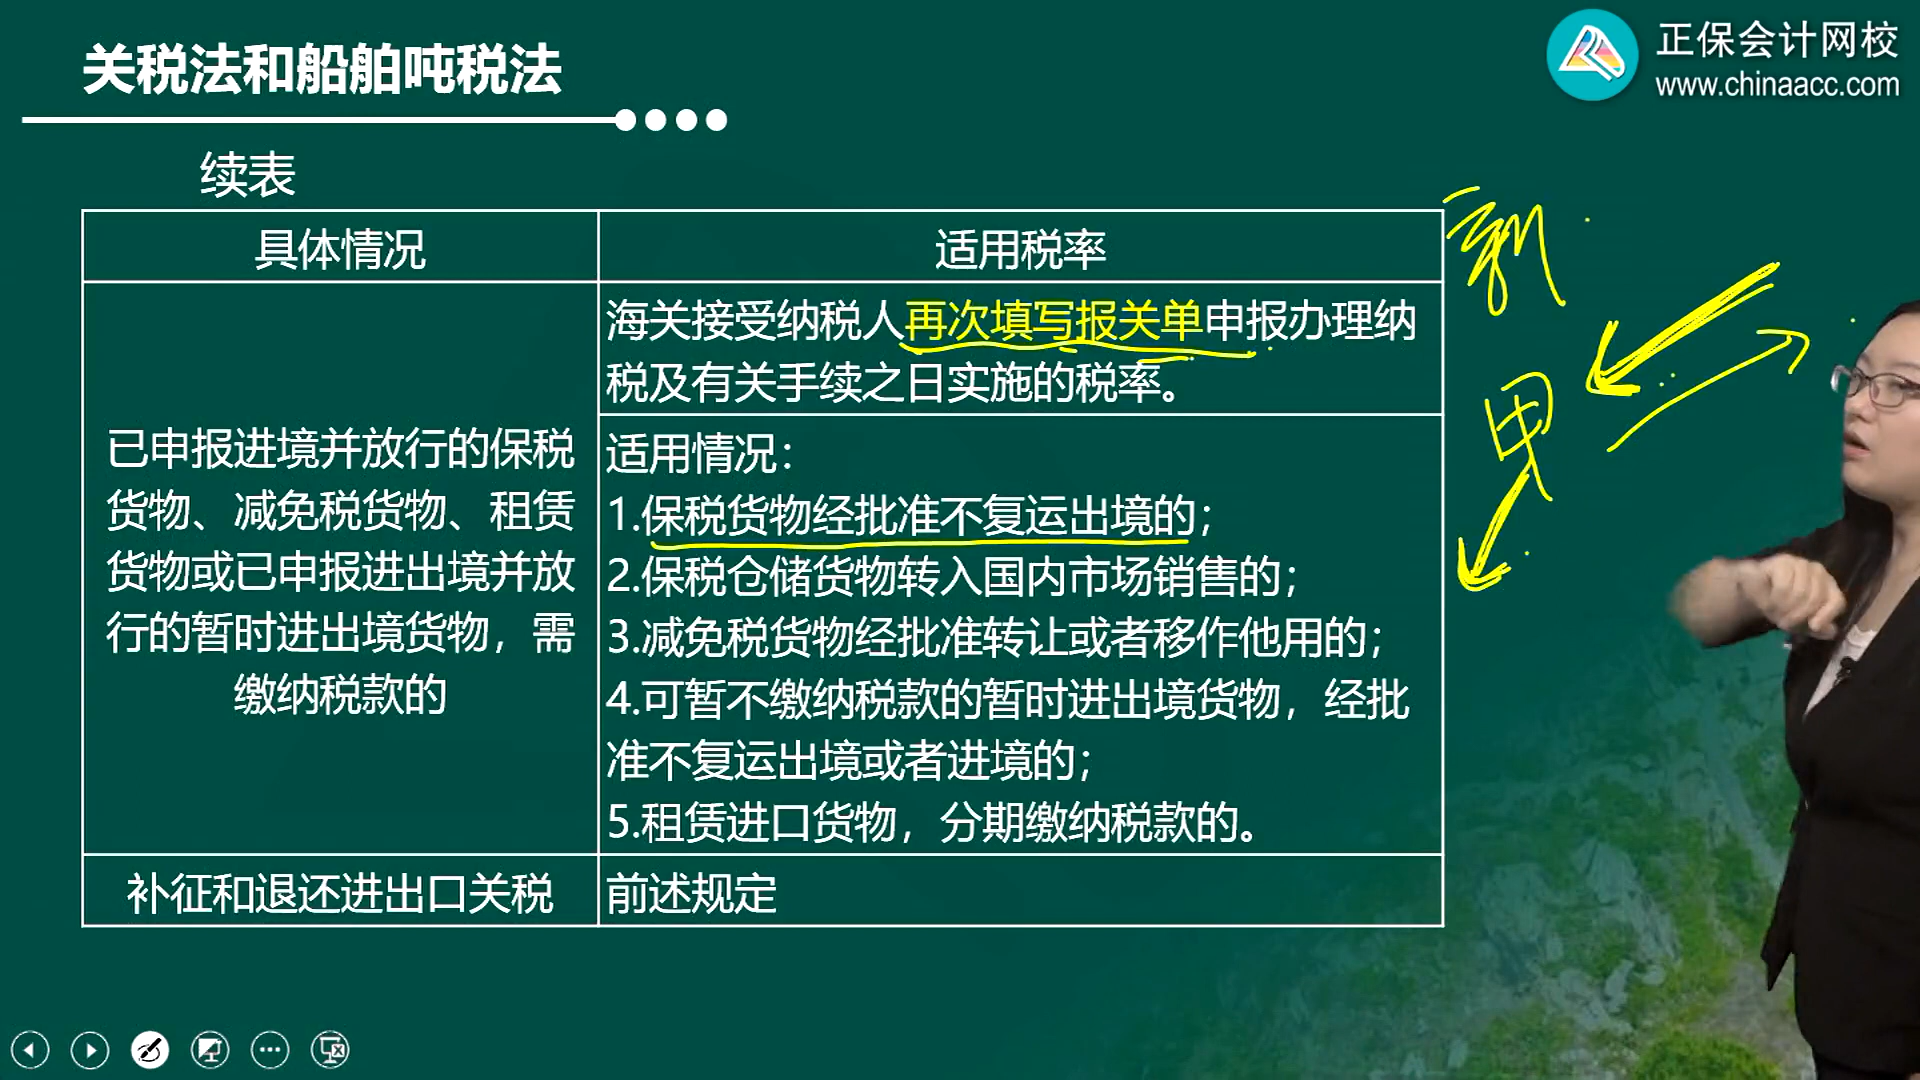 关税法和船舶吨税法
正保会计网校
www.chinaacc.com
续表
具体情况
适用税率
已申报进境并放行的保税
货物、减免税货物、租赁
货物或已申报进出境并放
行的暂时进出境货物，需
缴纳税款的
海关接受纳税人再次填写报关单申报办理纳
税及有关手续之日实施的税率。
适用情况：
1.保税货物经批准不复运出境的；
2.保税仓储货物转入国内市场销售的；
3.减免税货物经批准转让或者移作他用的；
4.可暂不缴纳税款的暂时进出境货物，经批
准不复运出境或者进境的；
5.租赁进口货物，分期缴纳税款的。
补征和退还进出口关税
前述规定
甲